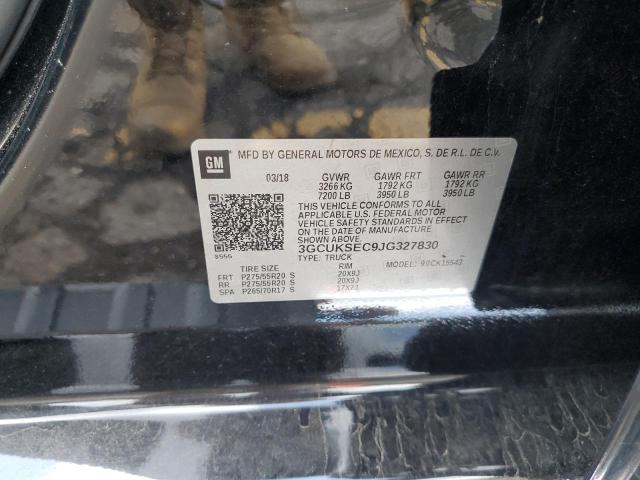 GM
MFD BY GENERAL MOTORS DE MEXICO, S. DE R.L. DE C.V.
03/18 GVWR GAWR FRT GAWR RR
3266 KG 1792 KG 1792 KG
7200 LB 3950 LB 3950 LB
THIS VEHICLE CONFORMS TO ALL
APPLICABLE U.S. FEDERAL MOTOR
VEHICLE SAFETY STANDARDS IN EFFECT
ON THE DATE OF MANUFACTURE SHOWN ABOVE.
3GCUKSEC9JG327830
8555 TYPE: TRUCK MODEL: 90CK15543
TIRE SIZE RIM
FRT P275/55R20 S 20X9J
RR P275/55R20 S 20X9J
SPA P265/70R17 S 17X7J